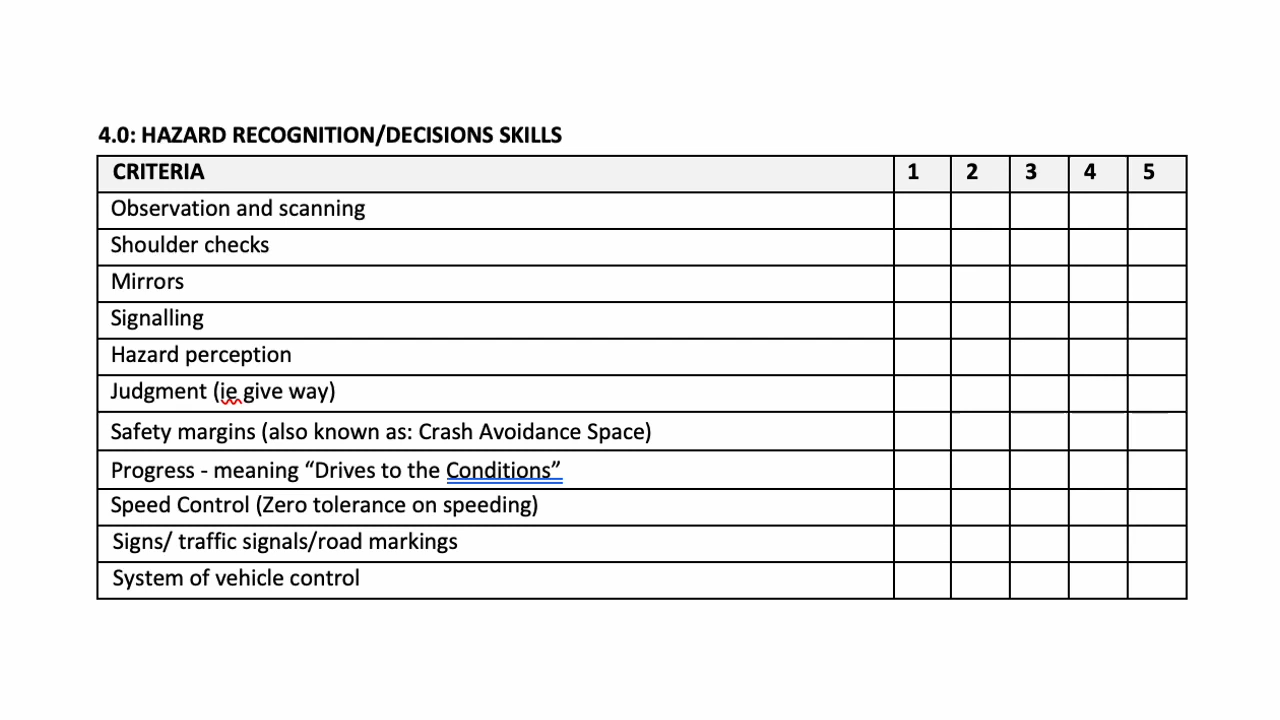 4.0: HAZARD RECOGNITION/DECISIONS SKILLS
CRITERIA 1 2 3 4 5
Observation and scanning
Shoulder checks
Mirrors
Signalling
Hazard perception
Judgment (ie give way)
Safety margins (also known as: Crash Avoidance Space)
Progress - meaning “Drives to the Conditions”
Speed Control (Zero tolerance on speeding)
Signs/ traffic signals/road markings
System of vehicle control